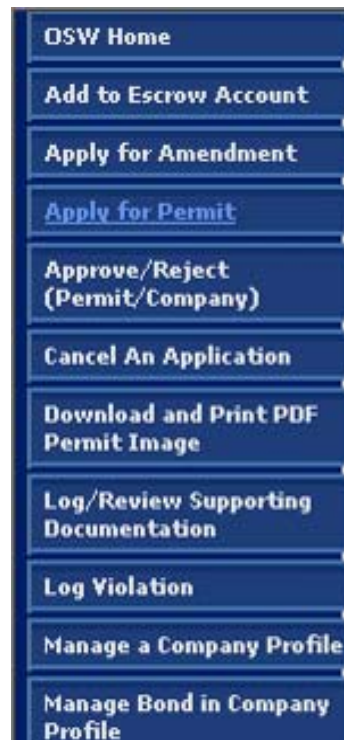 OSW Home
Add to Escrow Account
Apply for Amendment
Apply for Permit
Approve/Reject
(Permit/Company)
Cancel An Application
Download and Print PDF
Permit Image
Log/Review Supporting
Documentation
Log Violation
Manage a Company Profile
Manage Bond in Company
Profile